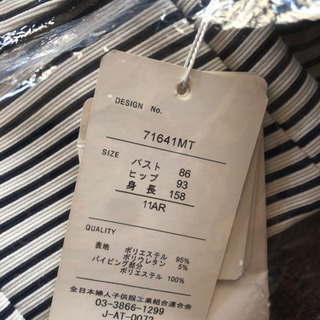 DESIGN No.
71641MT
SIZE
バスト 86
ヒップ 93
身長 158
11AR
QUALITY
表地 ポリエステル 95%
ポリウレタン 5%
パイピング部分
ポリエステル 100%
全日本婦人子供服工業組合連合会
03-3866-1299
J-AT-0072